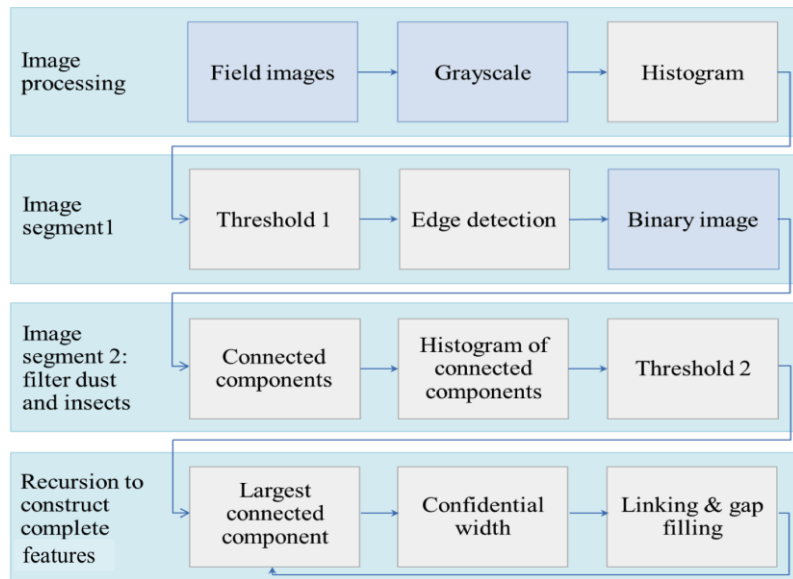 Image
processing
Field images
Grayscale
Histogram
Image
segment1
Threshold 1
Edge detection
Binary image
Image
segment 2:
filter dust
and insects
Connected
components
Histogram of
connected
components
Threshold 2
Recursion to
construct
complete
features
Largest
connected
component
Confidential
width
Linking & gap
filling